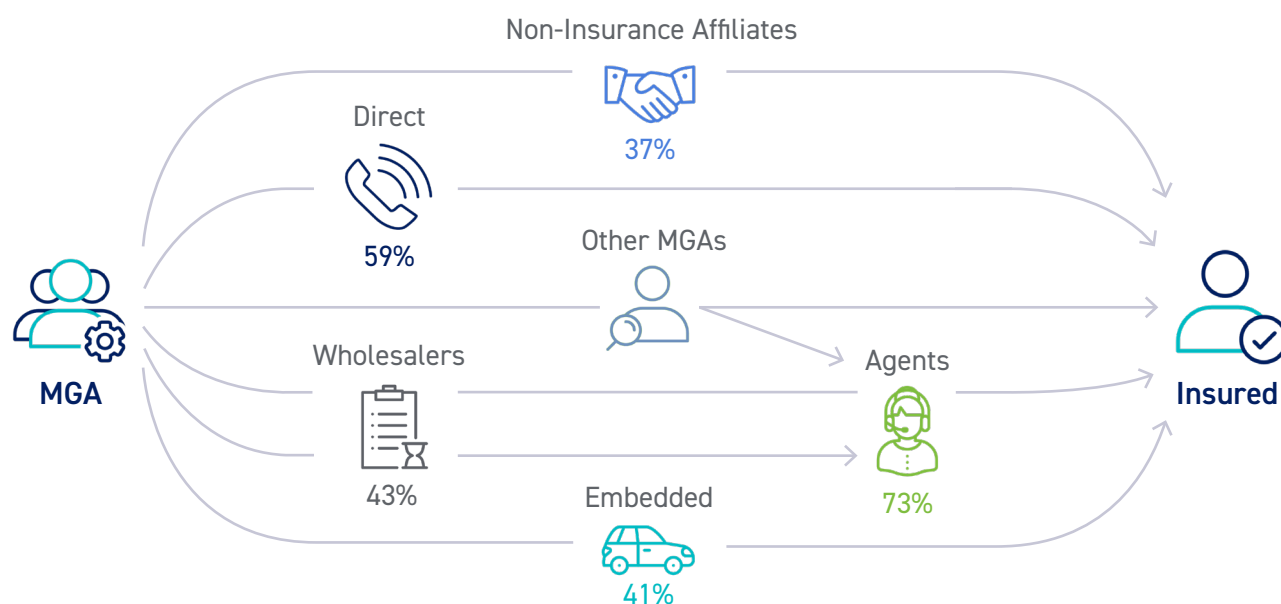 Non-Insurance Affiliates
37%
Direct
59%
Other MGAs
MGA
Wholesalers
43%
Agents
73%
Insured
Embedded
41%